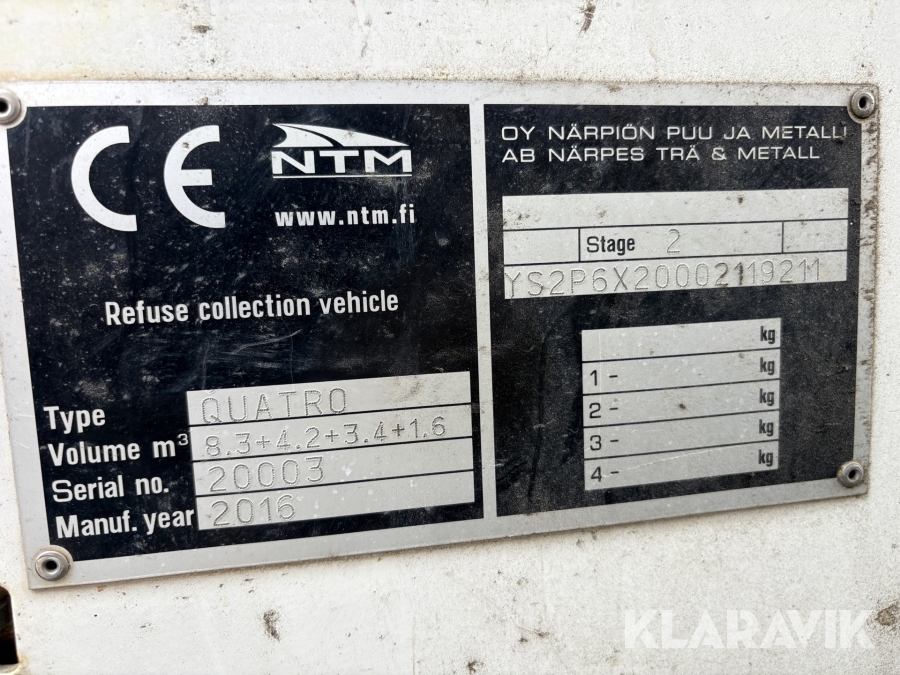 CE
NTM
www.ntm.fi
Refuse collection vehicle
Type QUATRO
Volume m³ 8.3+4.2+3.4+1.6
Serial no. 20003
Manuf. year 2016
OY NÄRPIÖN PUU JA METALLI
AB NÄRPES TRÄ & METALL
Stage 2
YS2P6X20002119211
kg
1 - kg
2 - kg
3 - kg
4 - kg
KLARAVIK